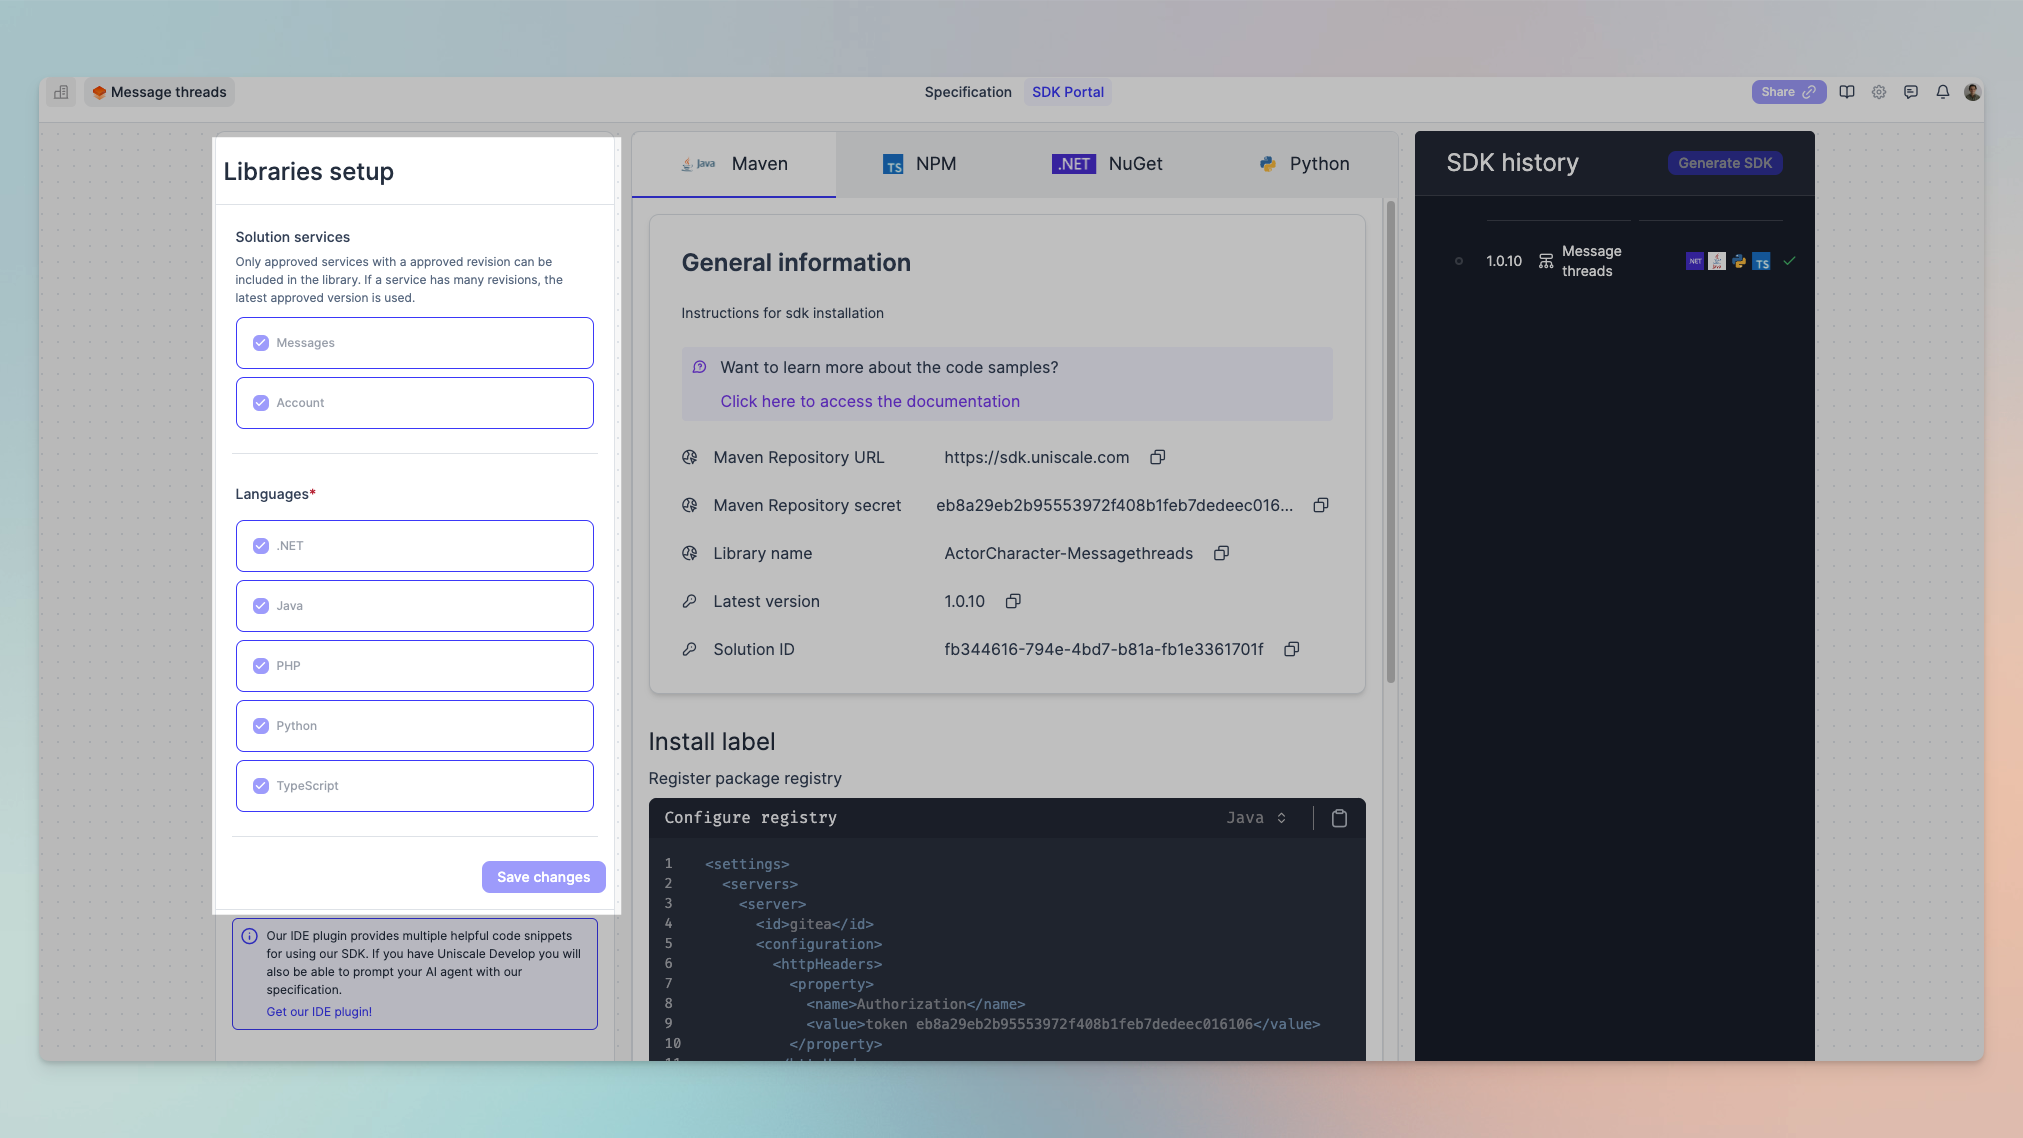 Message threads
Specification
SDK Portal
Share
Libraries setup
Solution services
Only approved services with a approved revision can be
included in the library. If a service has many revisions, the
latest approved version is used.
Messages
Account
Languages*
.NET
Java
PHP
Python
TypeScript
Save changes
Our IDE plugin provides multiple helpful code snippets
for using our SDK. If you have Uniscale Develop you will
also be able to prompt your AI agent with our
specification.
Get our IDE plugin!
Java Maven
TS NPM
.NET NuGet
Python
General information
Instructions for sdk installation
Want to learn more about the code samples?
Click here to access the documentation
Maven Repository URL https://sdk.uniscale.com
Maven Repository secret eb8a29eb2b95553972f408b1feb7dedeec016...
Library name ActorCharacter-Messagethreads
Latest version 1.0.10
Solution ID fb344616-794e-4bd7-b81a-fb1e3361701f
Install label
Register package registry
Configure registry Java
1 <settings>
2 <servers>
3 <server>
4 <id>gitea</id>
5 <configuration>
6 <httpHeaders>
7 <property>
8 <name>Authorization</name>
9 <value>token eb8a29eb2b95553972f408b1feb7dedeec016106</value>
10 </property>
SDK history
Generate SDK
1.0.10
Message
threads
NET
TS